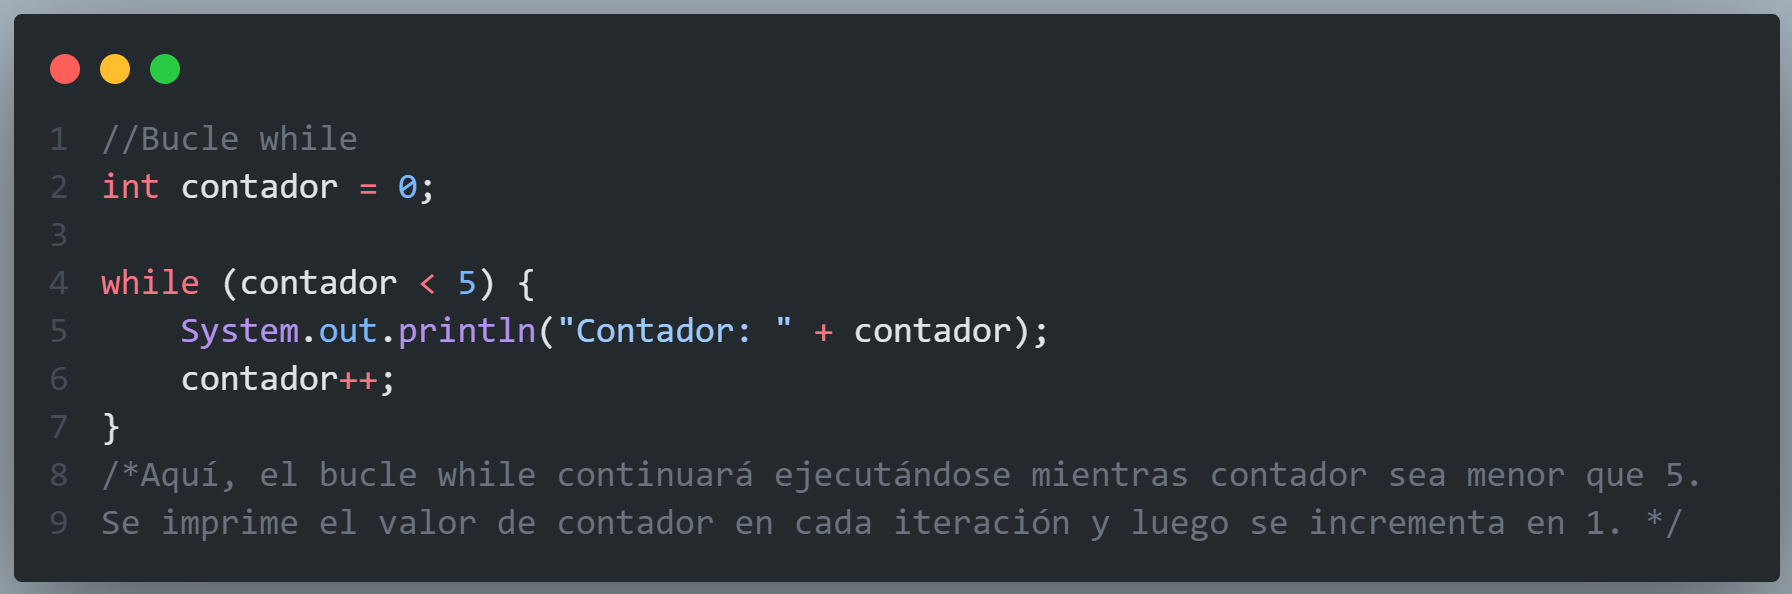 1 //Bucle while
2 int contador = 0;
3
4 while (contador < 5) {
5     System.out.println("Contador: " + contador);
6     contador++;
7 }
8 /*Aquí, el bucle while continuará ejecutándose mientras contador sea menor que 5.
9 Se imprime el valor de contador en cada iteración y luego se incrementa en 1. */